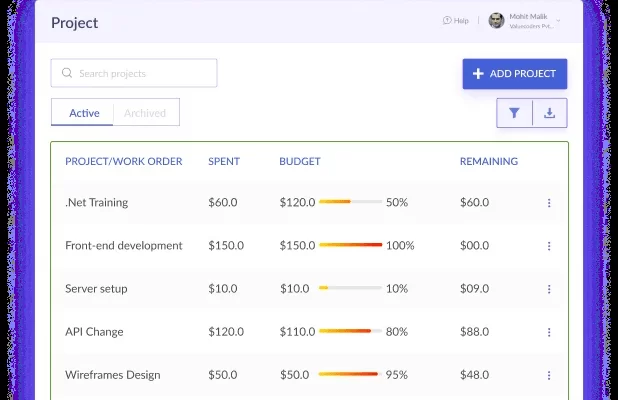 Project
Help
Mohit Malik
Valuecoders Pvt...
Search projects
ADD PROJECT
Active Archived
PROJECT/WORK ORDER SPENT BUDGET REMAINING
.Net Training $60.0 $120.0 50% $60.0
Front-end development $150.0 $150.0 100% $00.0
Server setup $10.0 $10.0 10% $09.0
API Change $120.0 $110.0 80% $88.0
Wireframes Design $50.0 $50.0 95% $48.0